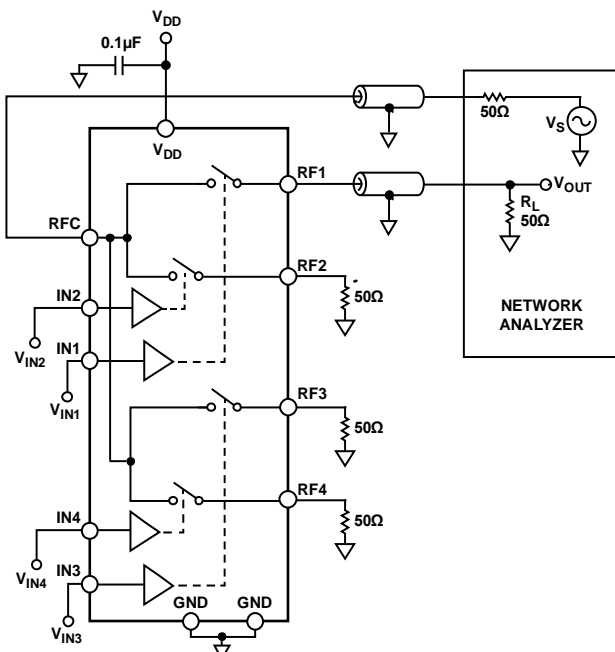 VDD
0.1µF
VDD
50Ω
VS
RF1
VOUT
RL
50Ω
RFC
RF2
50Ω
IN2
VIN2
IN1
VIN1
NETWORK
ANALYZER
RF3
50Ω
RF4
50Ω
IN4
VIN4
IN3
VIN3
GND
GND